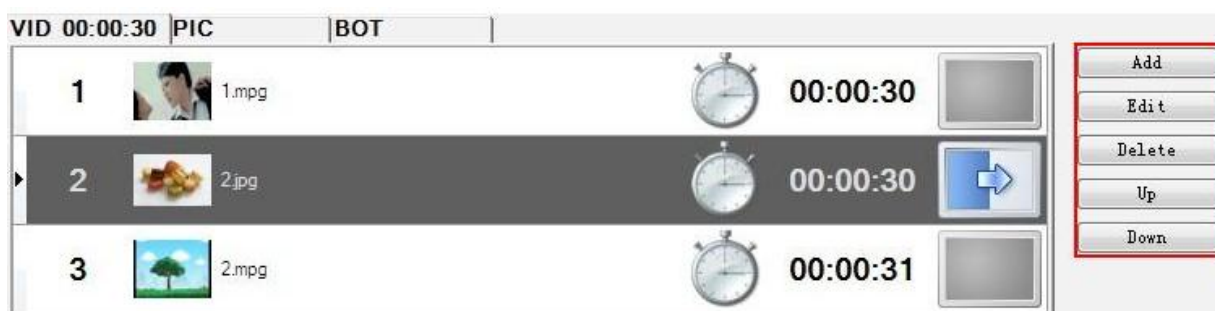 VID 00:00:30 PIC BOT
1 1.mpg 00:00:30
2 2.jpg 00:00:30
3 2.mpg 00:00:31
Add
Edit
Delete
Up
Down